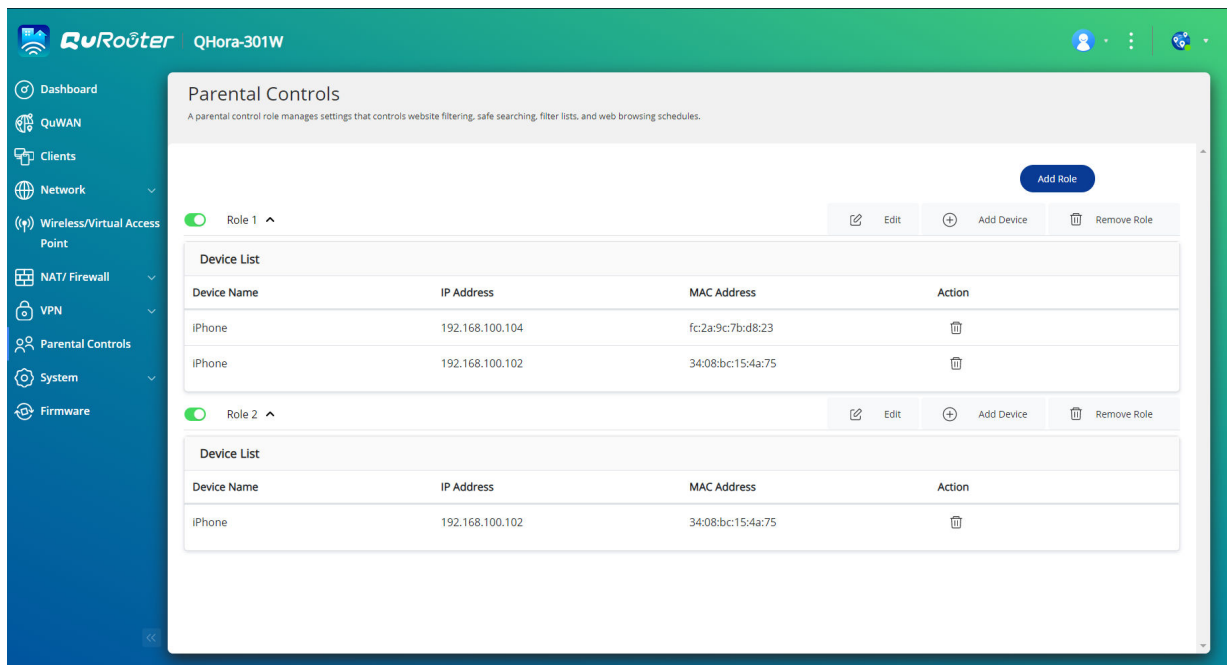 QuRouter QHora-301W
Dashboard
QuWAN
Clients
Network
Wireless/Virtual Access
Point
NAT/ Firewall
VPN
Parental Controls
System
Firmware
Parental Controls
A parental control role manages settings that controls website filtering, safe searching, filter lists, and web browsing schedules.
Add Role
Role 1 Edit Add Device Remove Role
Device List
Device Name IP Address MAC Address Action
iPhone 192.168.100.104 fc:2a:9c:7b:d8:23
iPhone 192.168.100.102 34:08:bc:15:4a:75
Role 2 Edit Add Device Remove Role
Device List
Device Name IP Address MAC Address Action
iPhone 192.168.100.102 34:08:bc:15:4a:75